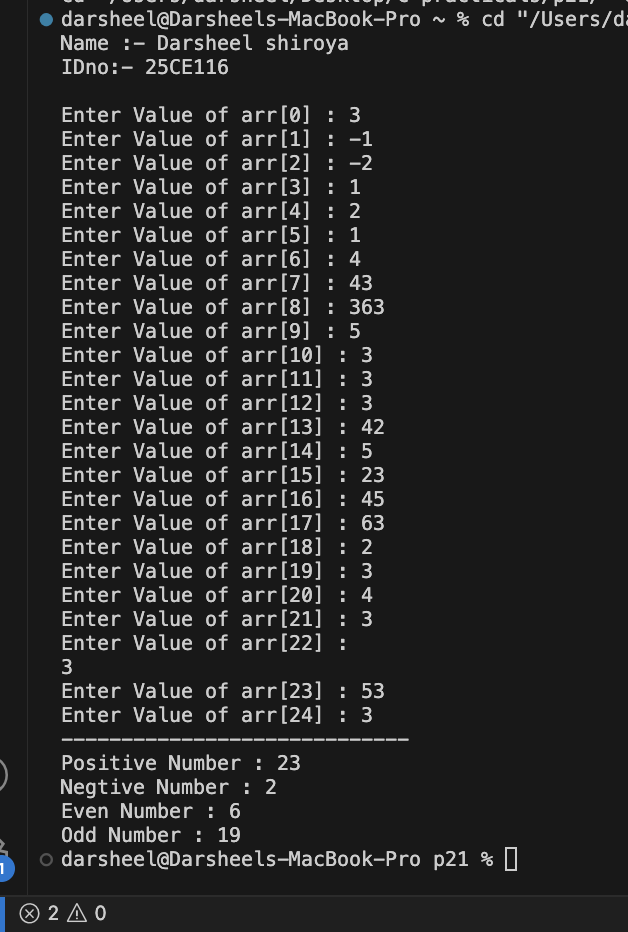 darsheel@Darsheels-MacBook-Pro ~ % cd "/Users/da
Name :- Darsheel shiroya
IDno:- 25CE116
Enter Value of arr[0] : 3
Enter Value of arr[1] : -1
Enter Value of arr[2] : -2
Enter Value of arr[3] : 1
Enter Value of arr[4] : 2
Enter Value of arr[5] : 1
Enter Value of arr[6] : 4
Enter Value of arr[7] : 43
Enter Value of arr[8] : 363
Enter Value of arr[9] : 5
Enter Value of arr[10] : 3
Enter Value of arr[11] : 3
Enter Value of arr[12] : 3
Enter Value of arr[13] : 42
Enter Value of arr[14] : 5
Enter Value of arr[15] : 23
Enter Value of arr[16] : 45
Enter Value of arr[17] : 63
Enter Value of arr[18] : 2
Enter Value of arr[19] : 3
Enter Value of arr[20] : 4
Enter Value of arr[21] : 3
Enter Value of arr[22] :
3
Enter Value of arr[23] : 53
Enter Value of arr[24] : 3
-----------------------------
Positive Number : 23
Negtive Number : 2
Even Number : 6
Odd Number : 19
darsheel@Darsheels-MacBook-Pro p21 %
1
2 0